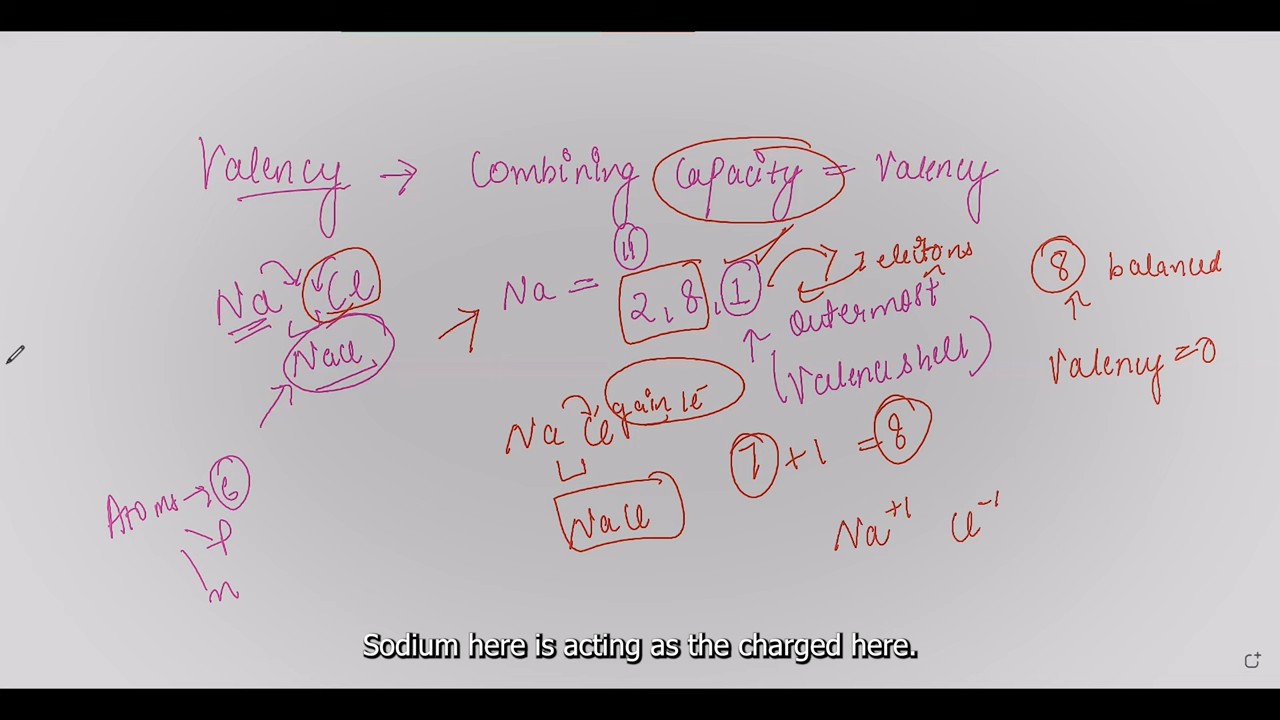 Valency → Combining Capacity = Valency
11
Na Cl
NaCl
Na = 2, 8, 1
outermost
(Valence shell)
8 balanced
Valency = 0
Na Cl gain 1e⁻
NaCl
7 + 1 = 8
Na⁺¹ Cl⁻¹
Atoms → e
p
n
Sodium here is acting as the charged here.